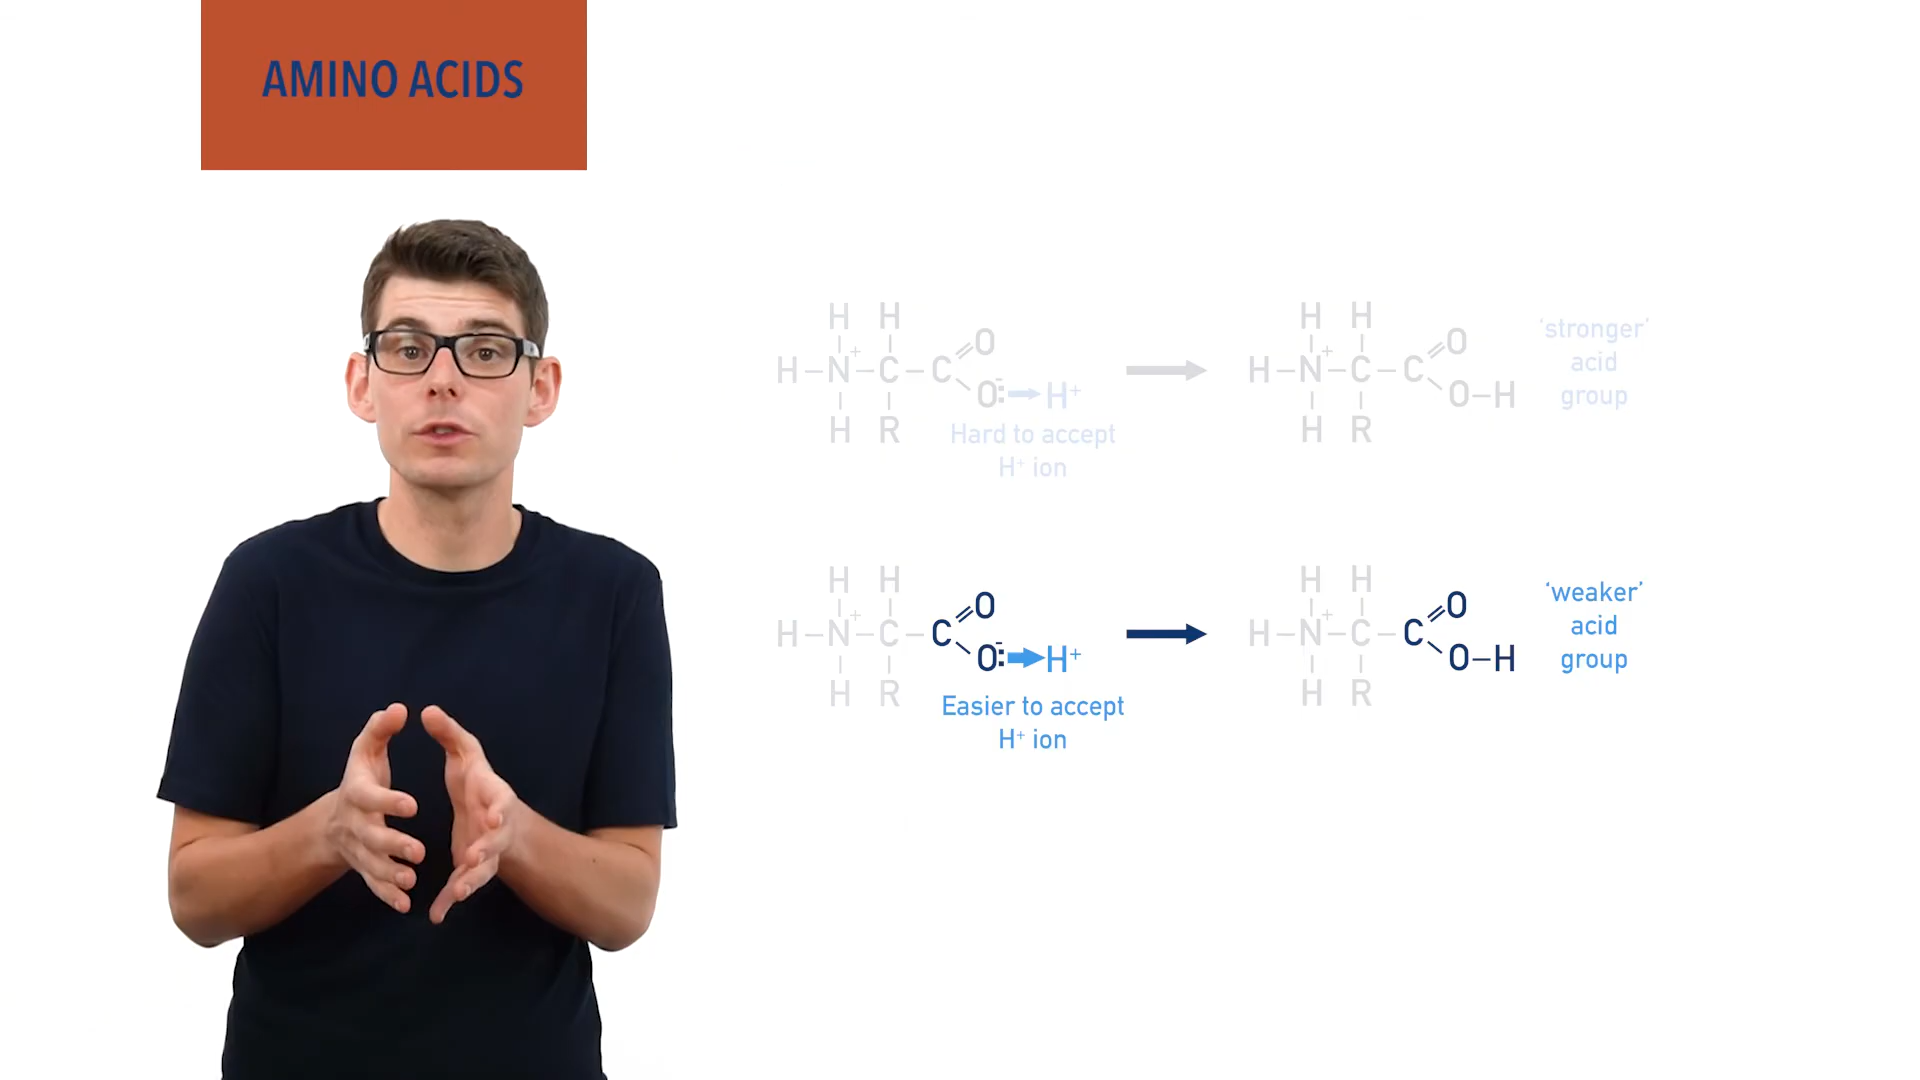 AMINO ACIDS
H H
H–N⁺–C–C O
O⁻: H⁺
H R
Hard to accept
H⁺ ion
H H
H–N⁺–C–C O
O–H
H R
'stronger'
acid
group
H H
H–N⁺–C–C O
O⁻: H⁺
H R
Easier to accept
H⁺ ion
H H
H–N⁺–C–C O
O–H
H R
'weaker'
acid
group